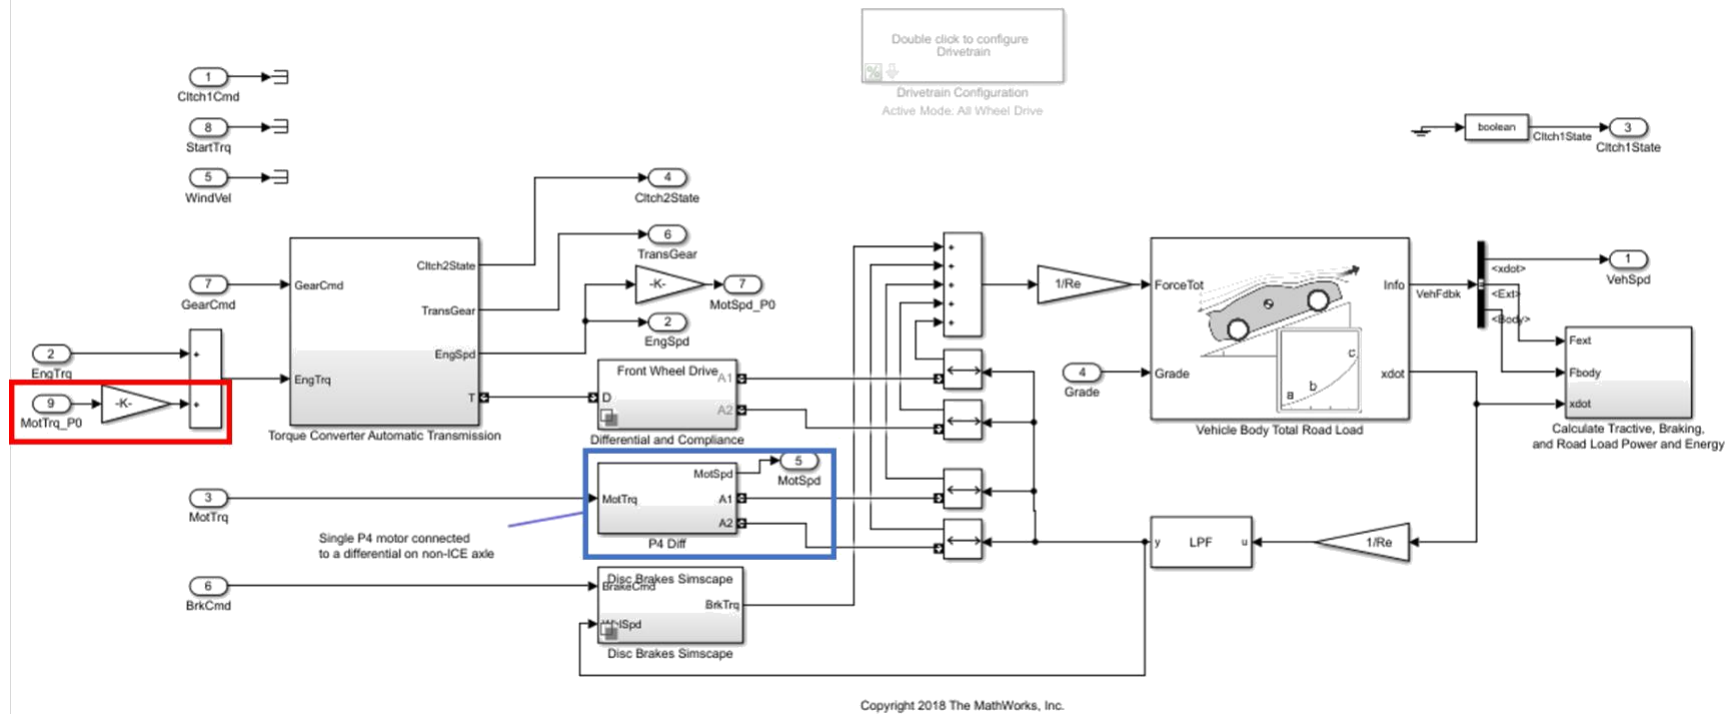 Double click to configure
Drivetrain
Drivetrain Configuration
Active Mode: All Wheel Drive
1
Cltch1Cmd
8
StartTrq
5
WindVel
boolean
Cltch1State
3
Cltch1State
4
Cltch2State
6
TransGear
-K-
7
MotSpd_P0
2
EngSpd
7
GearCmd
2
EngTrq
9
MotTrq_P0
-K-
+
+
GearCmd
EngTrq
Cltch2State
TransGear
EngSpd
T
Torque Converter Automatic Transmission
Front Wheel Drive
D
A1
A2
Differential and Compliance
3
MotTrq
Single P4 motor connected
to a differential on non-ICE axle
MotTrq
MotSpd
A1
A2
P4 Diff
5
MotSpd
6
BrkCmd
Disc Brakes Simscape
BrakeCmd
BrkTrq
Disc Brakes Simscape
+
+
+
+
+
1/Re
4
Grade
ForceTot
Grade
Info
xdot
a
b
c
Vehicle Body Total Road Load
VehFdbk
<xdot>
<Ext>
<Body>
1
VehSpd
Fext
Fbody
xdot
Calculate Tractive, Braking,
and Road Load Power and Energy
y
LPF
u
1/Re
Copyright 2018 The MathWorks, Inc.